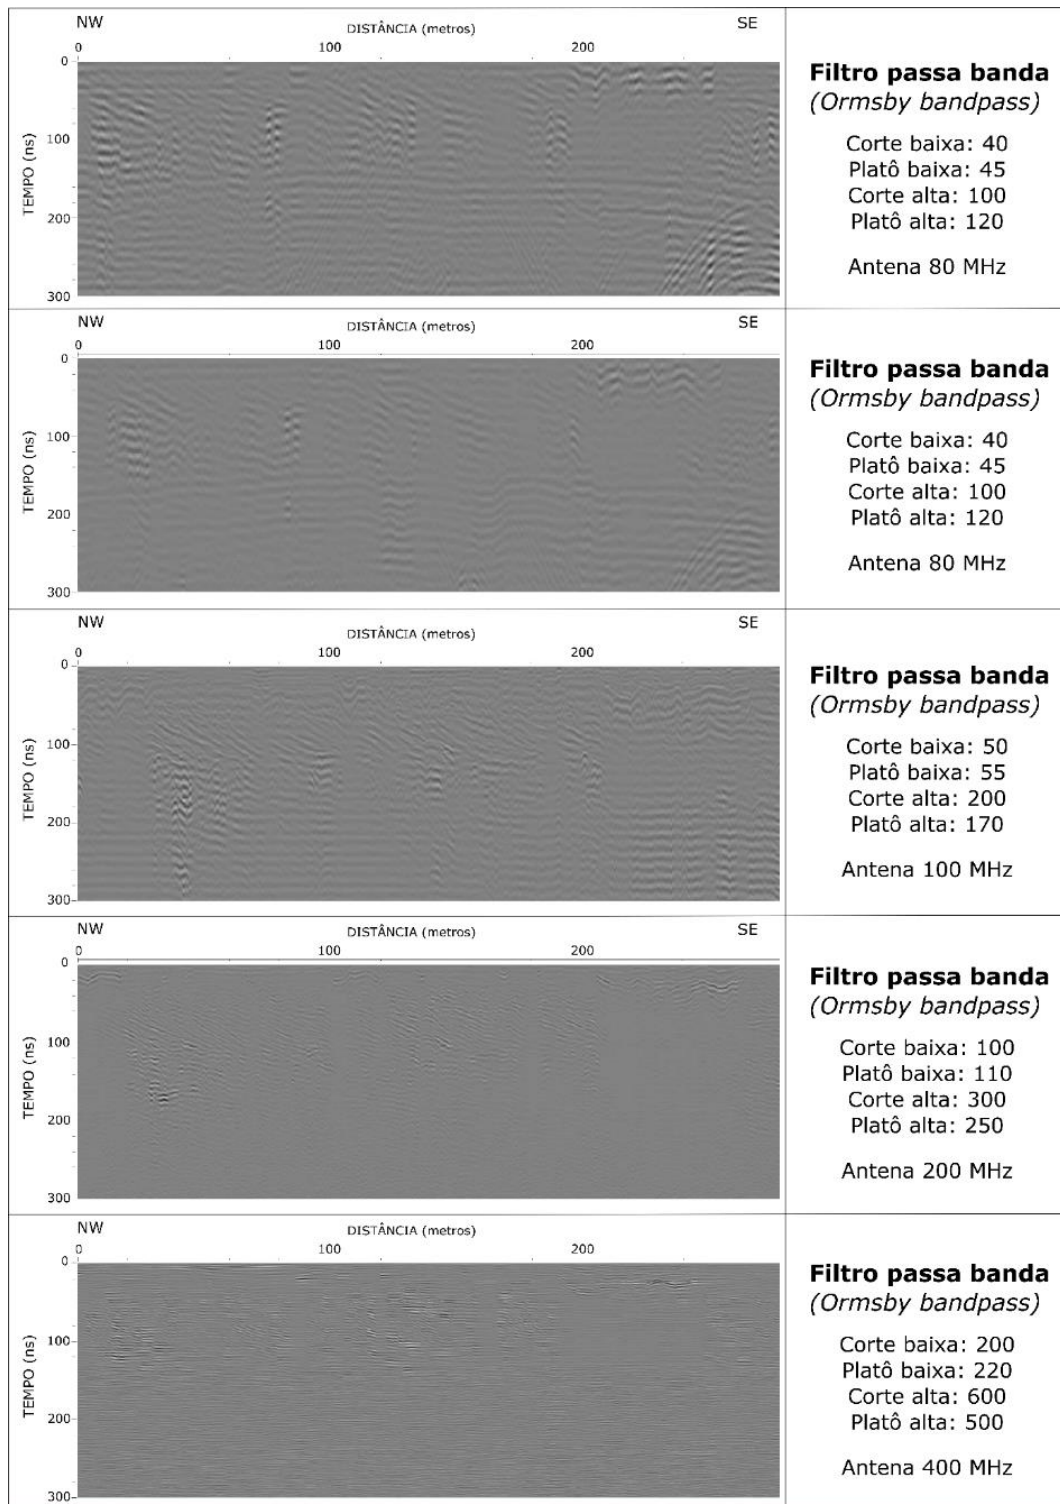 NW
DISTÂNCIA (metros)
SE
0 100 200
TEMPO (ns)
0
100
200
300
Filtro passa banda
(Ormsby bandpass)
Corte baixa: 40
Platô baixa: 45
Corte alta: 100
Platô alta: 120
Antena 80 MHz
NW
DISTÂNCIA (metros)
SE
0 100 200
TEMPO (ns)
0
100
200
300
Filtro passa banda
(Ormsby bandpass)
Corte baixa: 40
Platô baixa: 45
Corte alta: 100
Platô alta: 120
Antena 80 MHz
NW
DISTÂNCIA (metros)
SE
0 100 200
TEMPO (ns)
0
100
200
300
Filtro passa banda
(Ormsby bandpass)
Corte baixa: 50
Platô baixa: 55
Corte alta: 200
Platô alta: 170
Antena 100 MHz
NW
DISTÂNCIA (metros)
SE
0 100 200
TEMPO (ns)
0
100
200
300
Filtro passa banda
(Ormsby bandpass)
Corte baixa: 100
Platô baixa: 110
Corte alta: 300
Platô alta: 250
Antena 200 MHz
NW
DISTÂNCIA (metros)
SE
0 100 200
TEMPO (ns)
0
100
200
300
Filtro passa banda
(Ormsby bandpass)
Corte baixa: 200
Platô baixa: 220
Corte alta: 600
Platô alta: 500
Antena 400 MHz